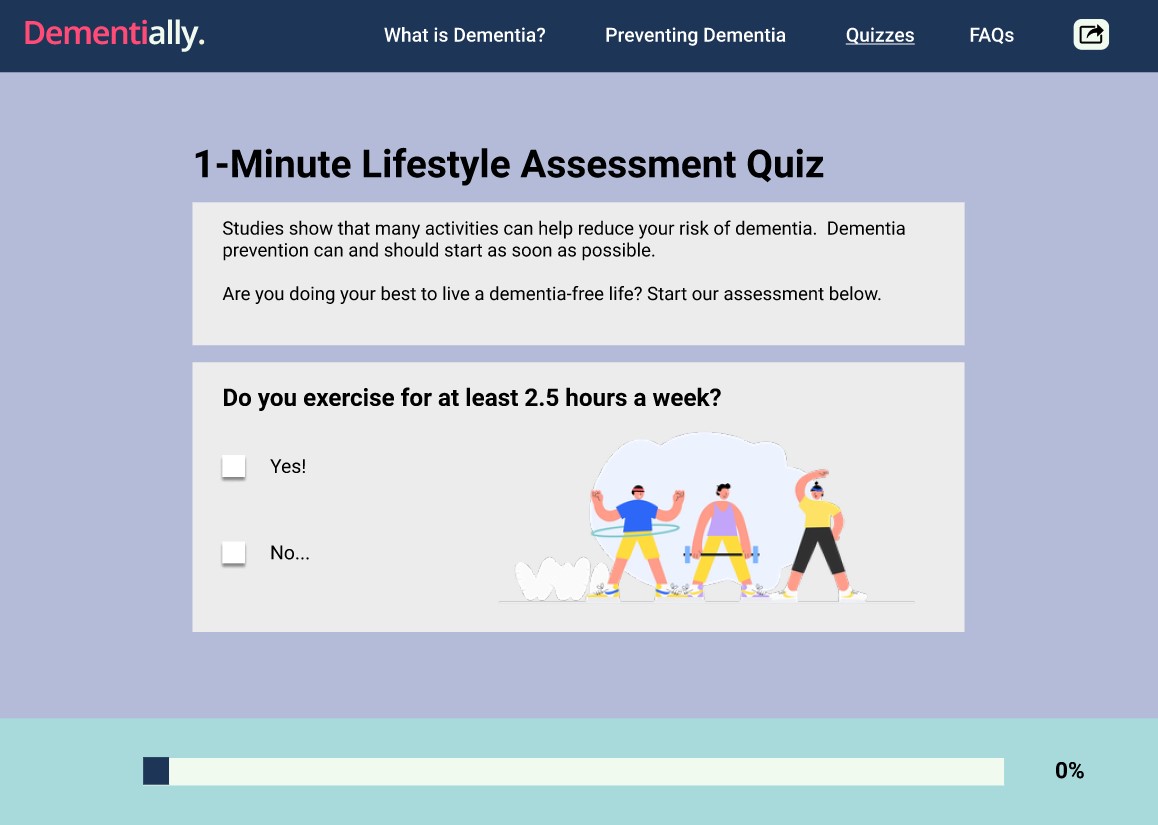 Dementially.
What is Dementia?
Preventing Dementia
Quizzes
FAQs
1-Minute Lifestyle Assessment Quiz
Studies show that many activities can help reduce your risk of dementia.  Dementia
prevention can and should start as soon as possible.
Are you doing your best to live a dementia-free life? Start our assessment below.
Do you exercise for at least 2.5 hours a week?
Yes!
No...
0%